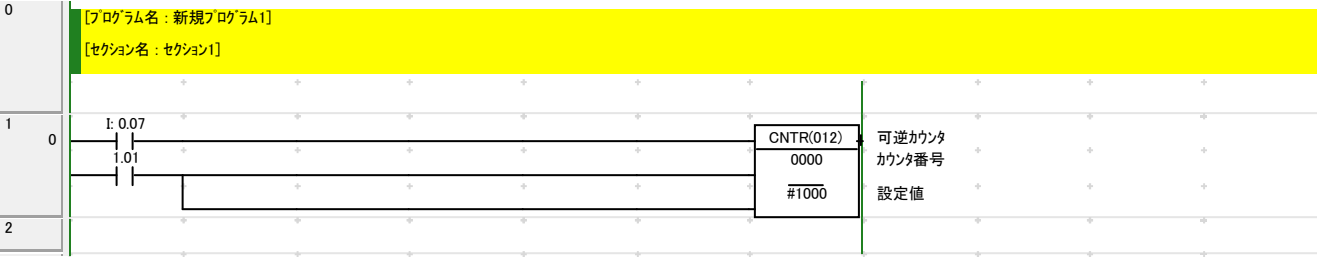 0
[プログラム名 : 新規プログラム1]
[セクション名 : セクション1]
1
0
I: 0.07
CNTR(012)
可逆カウンタ
1.01
0000
カウンタ番号
#1000
設定値
2